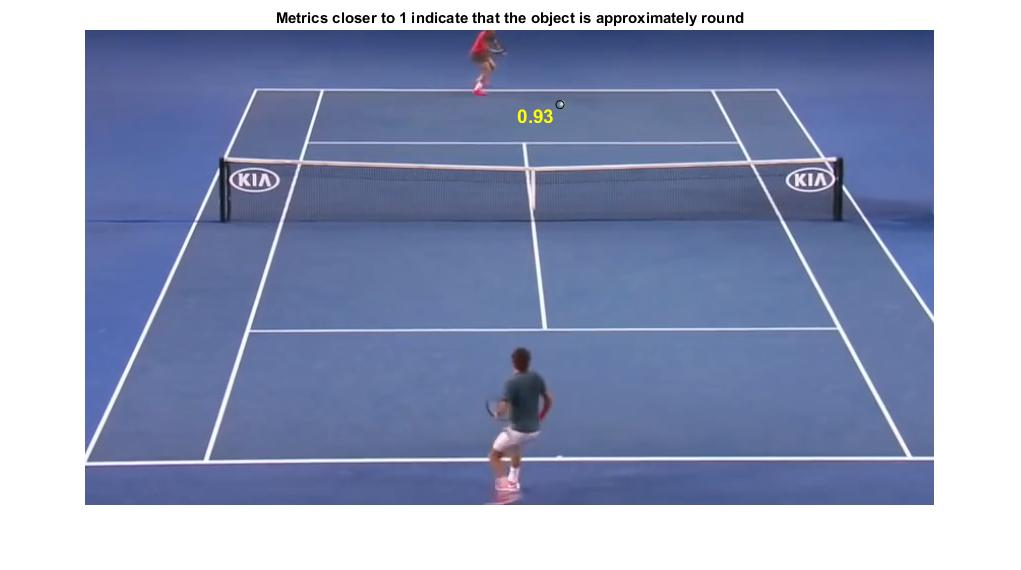 Metrics closer to 1 indicate that the object is approximately round
0.93
KIA KIA